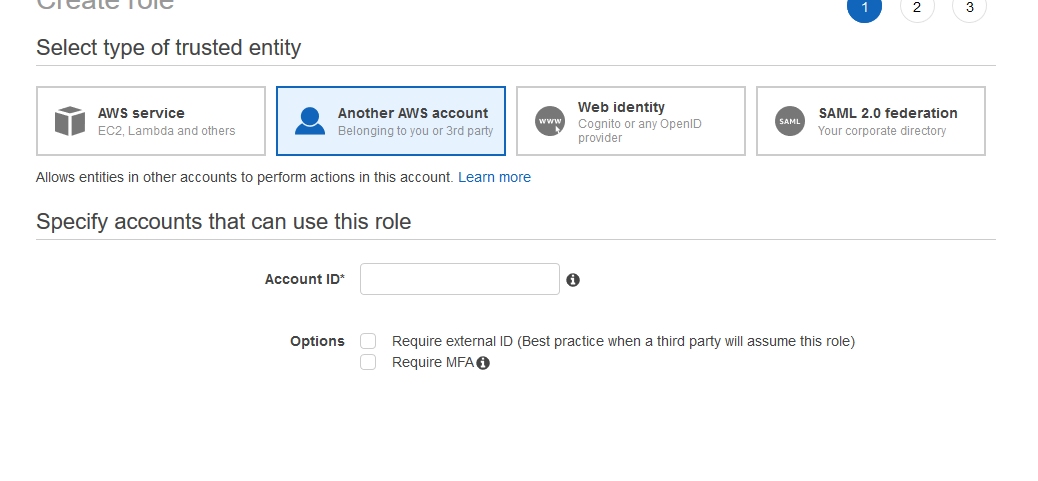 Create role
1 2 3
Select type of trusted entity
AWS service
EC2, Lambda and others
Another AWS account
Belonging to you or 3rd party
WWW
Web identity
Cognito or any OpenID
provider
SAML
SAML 2.0 federation
Your corporate directory
Allows entities in other accounts to perform actions in this account. Learn more
Specify accounts that can use this role
Account ID*
Options
Require external ID (Best practice when a third party will assume this role)
Require MFA